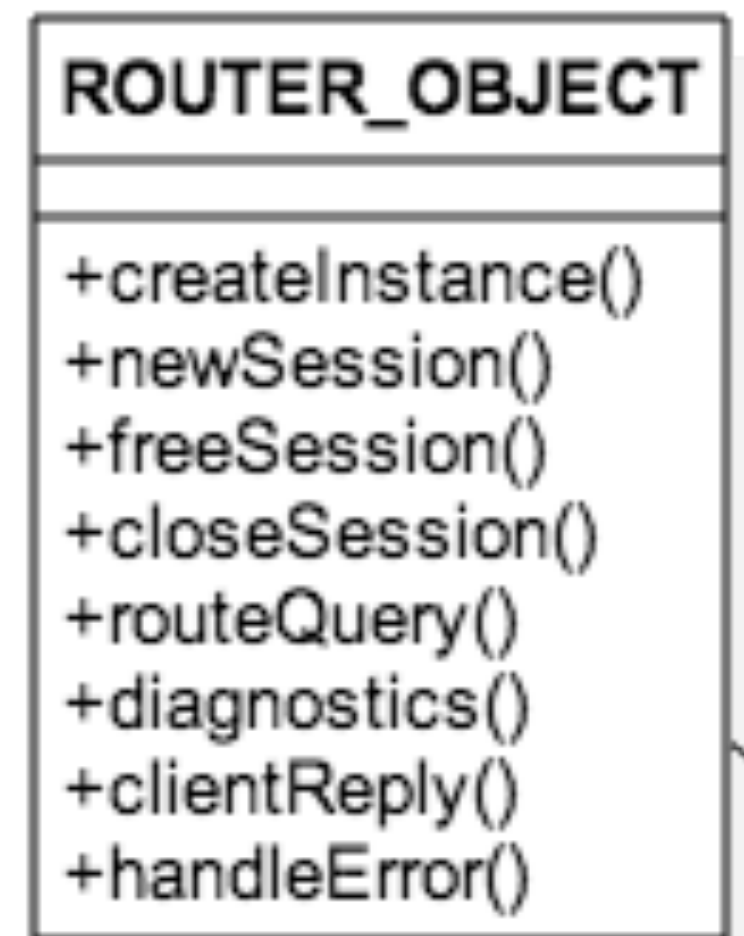 ROUTER_OBJECT
+createInstance()
+newSession()
+freeSession()
+closeSession()
+routeQuery()
+diagnostics()
+clientReply()
+handleError()